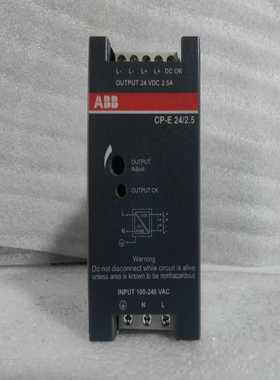 L- L- L+ L+ DC OK
OUTPUT 24 VDC 2.5A
ABB
CP-E 24/2.5
OUTPUT
Adjust
OUTPUT OK
Warning
Do not disconnect while circuit is alive
unless area is known to be nonhazardous
INPUT 100-240 VAC
N L